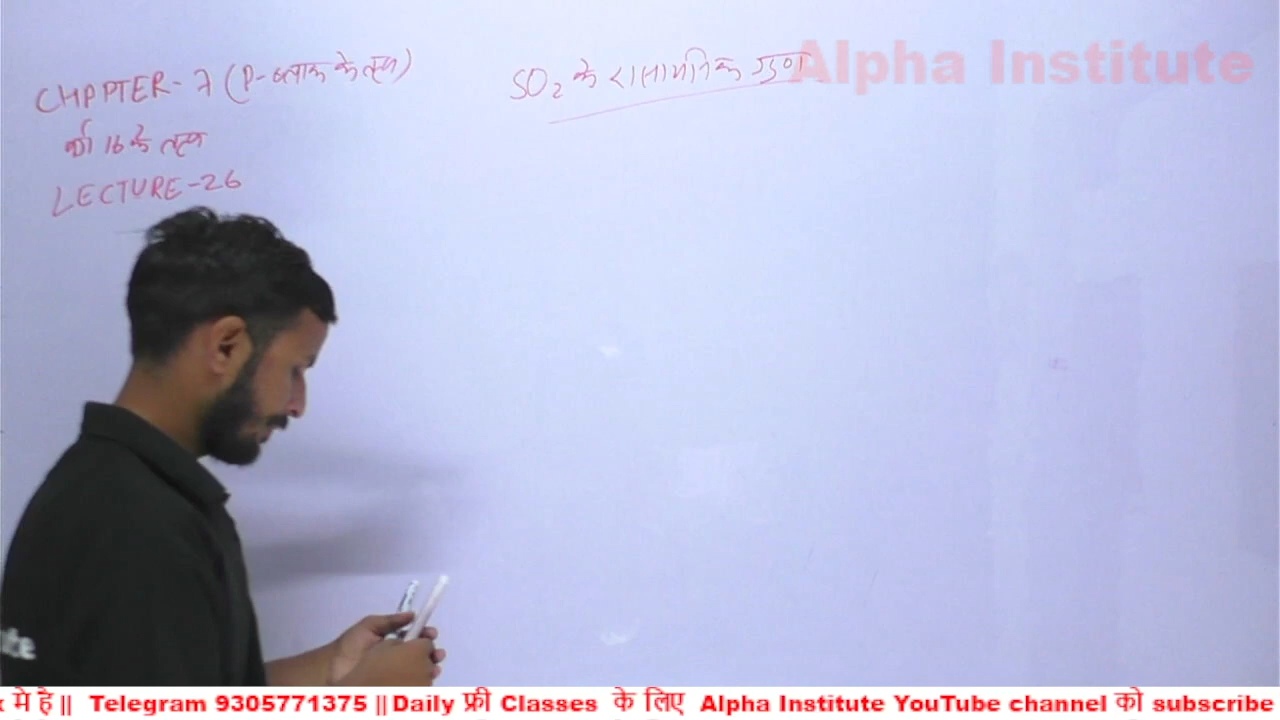 CHAPTER-7 (P-ब्लाक के तत्व)
वर्ग 16 के तत्व
LECTURE-26
SO2 के रासायनिक गुण
Alpha Institute
मे है || Telegram 9305771375 || Daily फ्री Classes के लिए Alpha Institute YouTube channel को subscribe